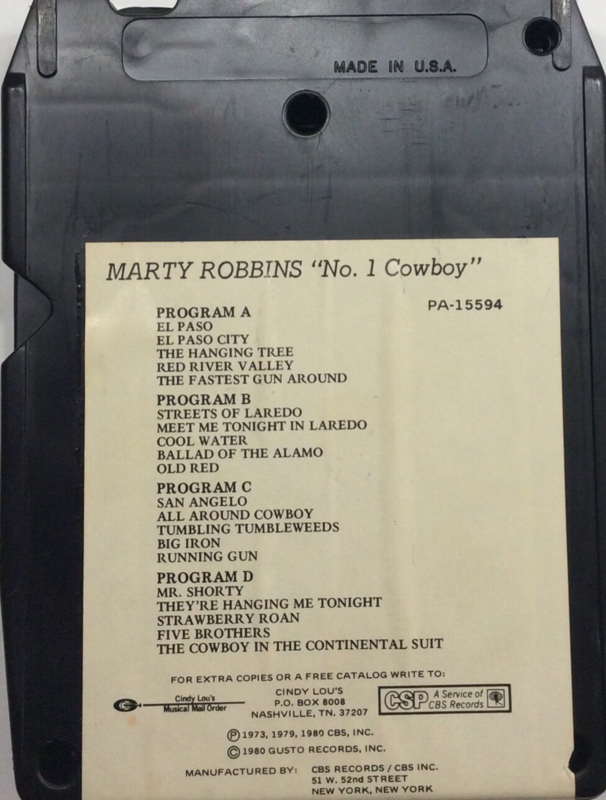 MADE IN U.S.A.
MARTY ROBBINS "No. 1 Cowboy"
PA-15594
PROGRAM A
EL PASO
EL PASO CITY
THE HANGING TREE
RED RIVER VALLEY
THE FASTEST GUN AROUND
PROGRAM B
STREETS OF LAREDO
MEET ME TONIGHT IN LAREDO
COOL WATER
BALLAD OF THE ALAMO
OLD RED
PROGRAM C
SAN ANGELO
ALL AROUND COWBOY
TUMBLING TUMBLEWEEDS
BIG IRON
RUNNING GUN
PROGRAM D
MR. SHORTY
THEY'RE HANGING ME TONIGHT
STRAWBERRY ROAN
FIVE BROTHERS
THE COWBOY IN THE CONTINENTAL SUIT
FOR EXTRA COPIES OR A FREE CATALOG WRITE TO:
Cindy Lou's
Musical Mail Order
CINDY LOU'S
P.O. BOX 8008
NASHVILLE, TN. 37207
CSP A Service of
CBS Records
Ⓟ 1973, 1979, 1980 CBS, INC.
© 1980 GUSTO RECORDS, INC.
MANUFACTURED BY: CBS RECORDS / CBS INC.
51 W. 52nd STREET
NEW YORK, NEW YORK